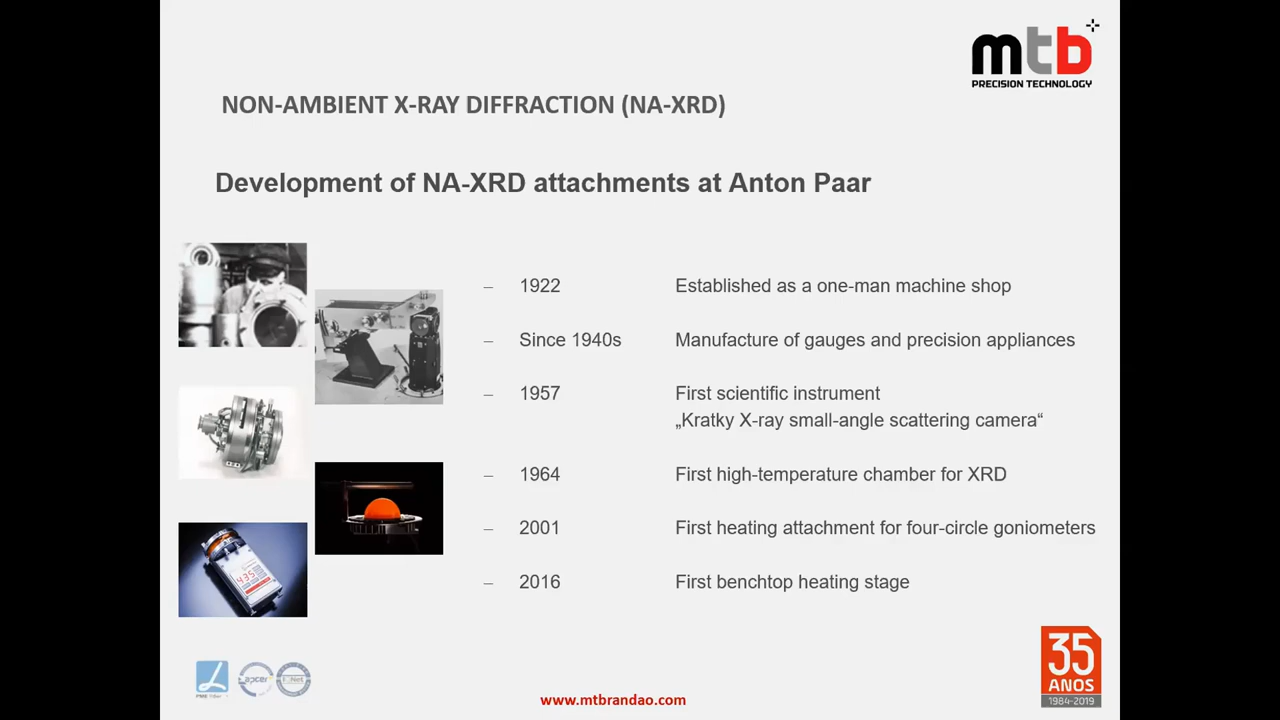 mtb
PRECISION TECHNOLOGY
NON-AMBIENT X-RAY DIFFRACTION (NA-XRD)
Development of NA-XRD attachments at Anton Paar
– 1922 Established as a one-man machine shop
– Since 1940s Manufacture of gauges and precision appliances
– 1957 First scientific instrument
„Kratky X-ray small-angle scattering camera“
– 1964 First high-temperature chamber for XRD
– 2001 First heating attachment for four-circle goniometers
– 2016 First benchtop heating stage
435
apcer
35
ANOS
1984-2019
www.mtbrandao.com